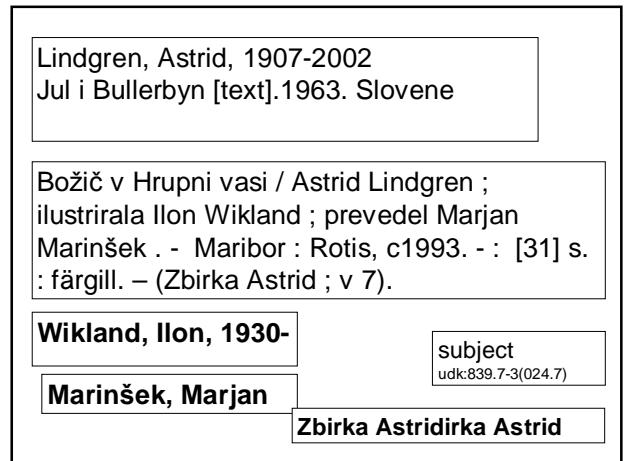 Lindgren, Astrid, 1907-2002
Jul i Bullerbyn [text].1963. Slovene
Božič v Hrupni vasi / Astrid Lindgren ;
ilustrirala Ilon Wikland ; prevedel Marjan
Marinšek . - Maribor : Rotis, c1993. - : [31] s.
: färgill. – (Zbirka Astrid ; v 7).
Wikland, Ilon, 1930-
subject
udk:839.7-3(024.7)
Marinšek, Marjan
Zbirka Astridirka Astrid